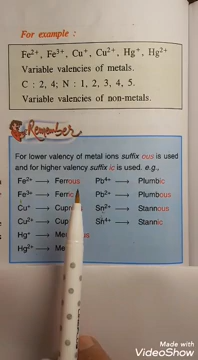 For example :
Fe²⁺, Fe³⁺, Cu⁺, Cu²⁺, Hg⁺, Hg²⁺
Variable valencies of metals.
C : 2, 4; N : 1, 2, 3, 4, 5.
Variable valencies of non-metals.
Remember
For lower valency of metal ions suffix ous is used
and for higher valency suffix ic is used. e.g.,
Fe²⁺ → Ferrous Pb⁴⁺ → Plumbic
Fe³⁺ → Ferric Pb²⁺ → Plumbous
Cu⁺ → Sn²⁺ → Stannous
Cu²⁺ → Sn⁴⁺ → Stannic
Hg⁺ →
Hg²⁺ →
Made with
VideoShow